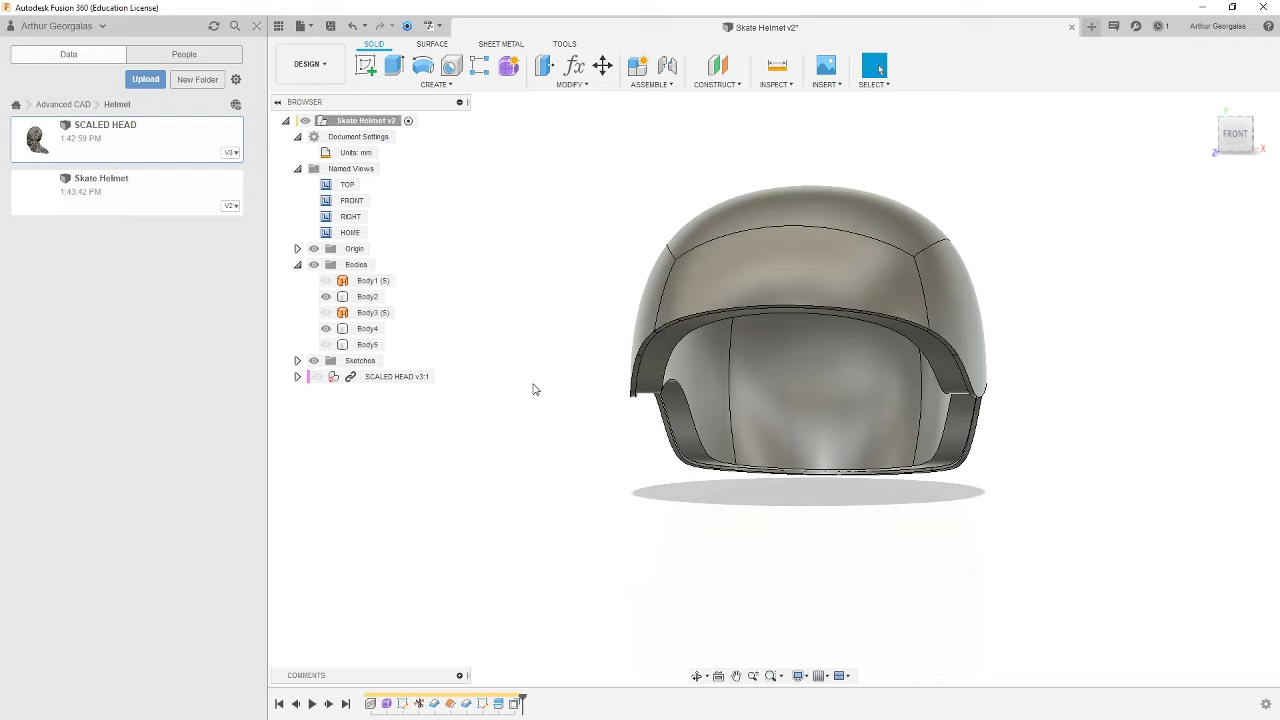 Autodesk Fusion 360 (Education License)
Arthur Georgalas
Skate Helmet v2*
1
Arthur Georgalas
Data
People
SOLID
SURFACE
SHEET METAL
TOOLS
DESIGN
Upload
New Folder
CREATE
MODIFY
ASSEMBLE
CONSTRUCT
INSPECT
INSERT
SELECT
Advanced CAD
Helmet
BROWSER
SCALED HEAD
1:42:59 PM
V3
Skate Helmet
1:43:42 PM
V2
Skate Helmet v2
Document Settings
Units: mm
Named Views
TOP
FRONT
RIGHT
HOME
Origin
Bodies
Body1 (5)
Body2
Body3 (5)
Body4
Body5
Sketches
SCALED HEAD v3:1
Y
FRONT
Z
X
COMMENTS